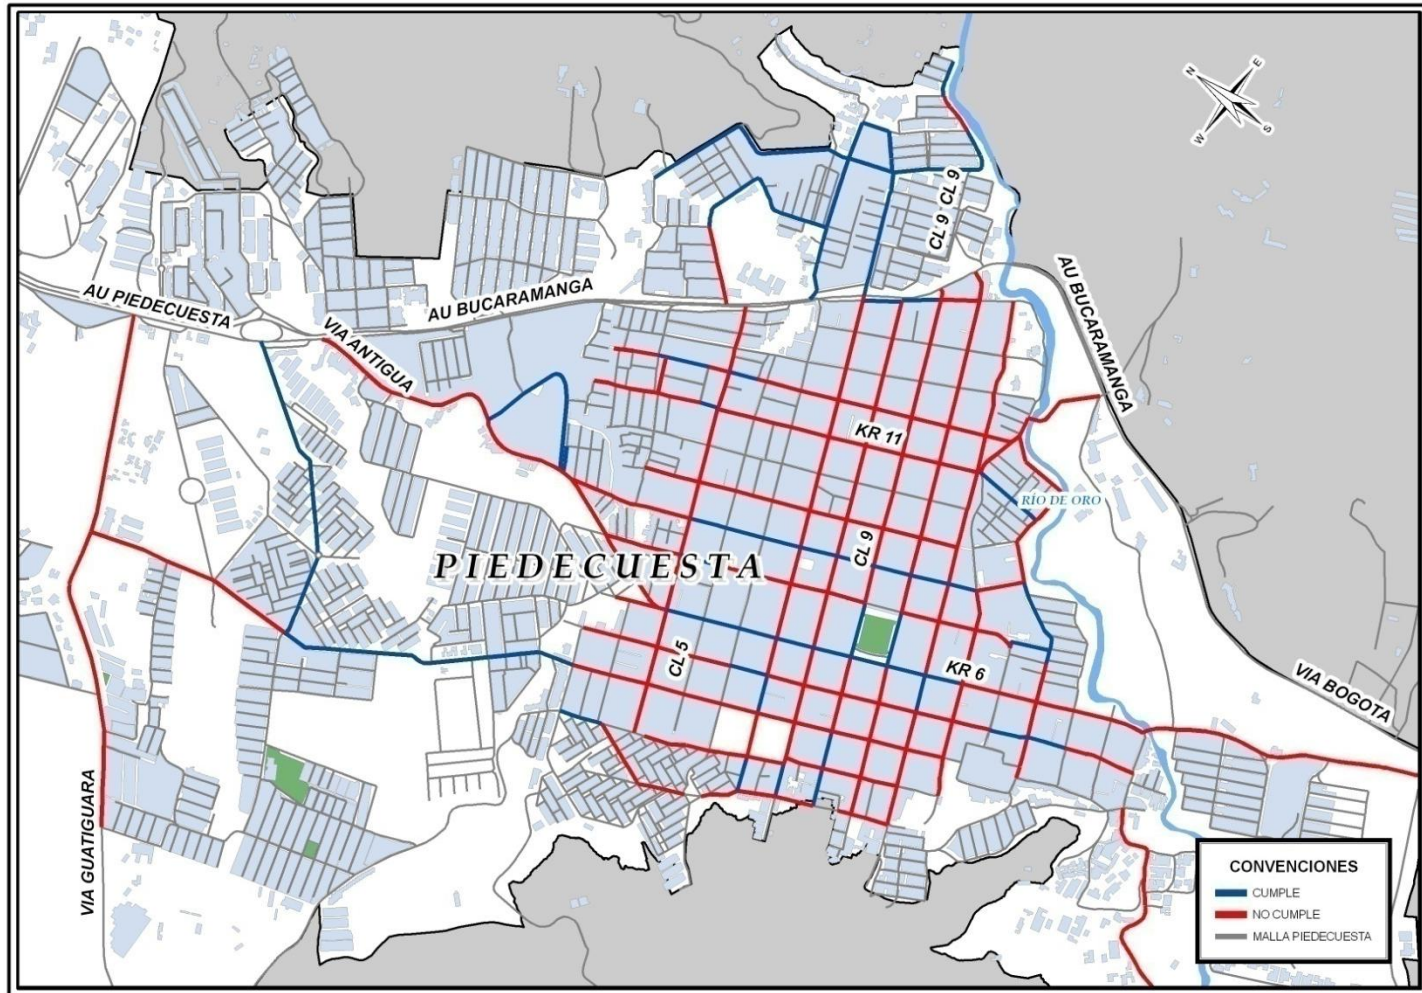 N
E
W
S
CL 9
CL 9
AU PIEDECUESTA
AU BUCARAMANGA
AU BUCARAMANGA
VIA ANTIGUA
KR 11
RÍO DE ORO
CL 9
PIEDECUESTA
CL 5
KR 6
VIA BOGOTA
VIA GUATIGUARA
CONVENCIONES
CUMPLE
NO CUMPLE
MALLA PIEDECUESTA